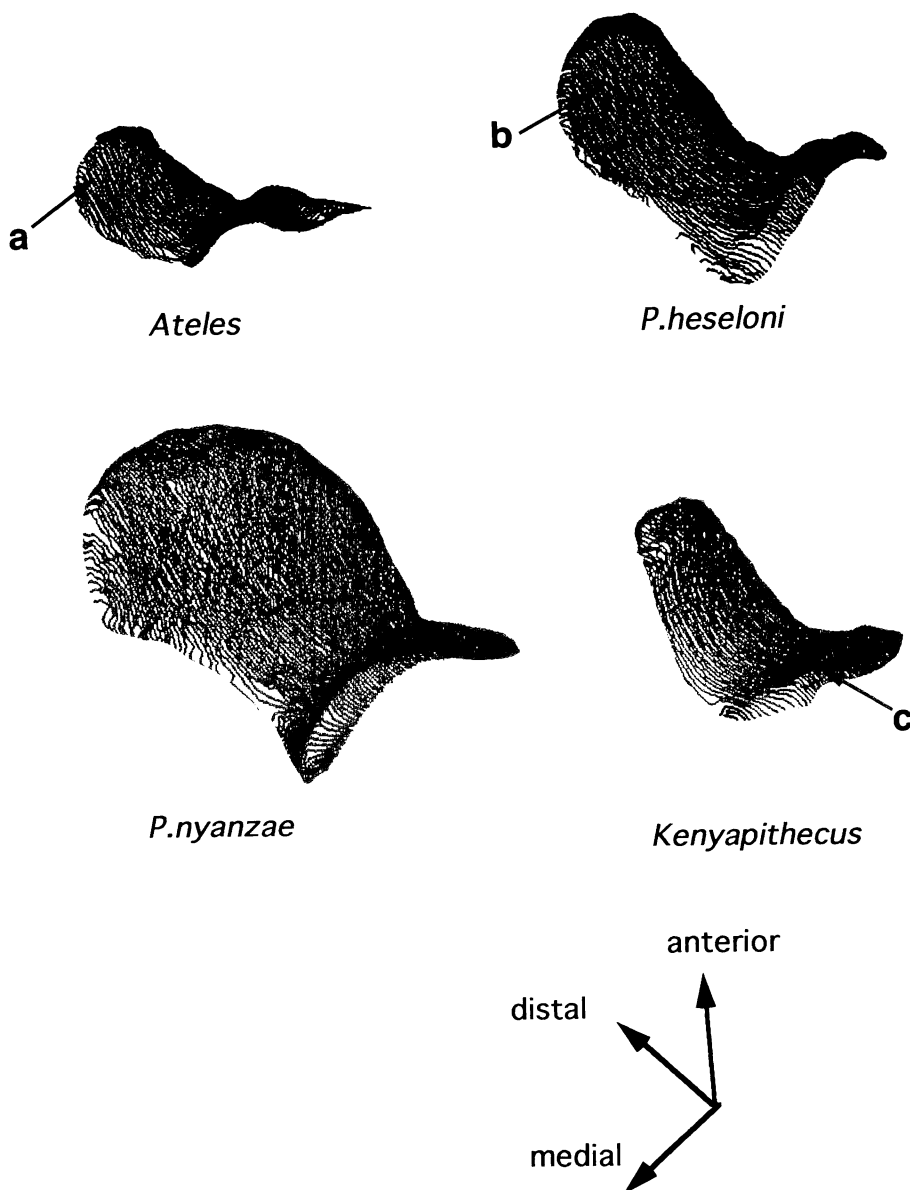 b
a
Ateles
P.heseloni
c
P.nyanzae
Kenyapithecus
anterior
distal
medial